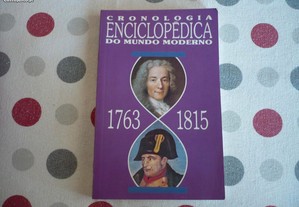 CRONOLOGIA
ENCICLOPÉDICA
DO MUNDO MODERNO
1763 1815